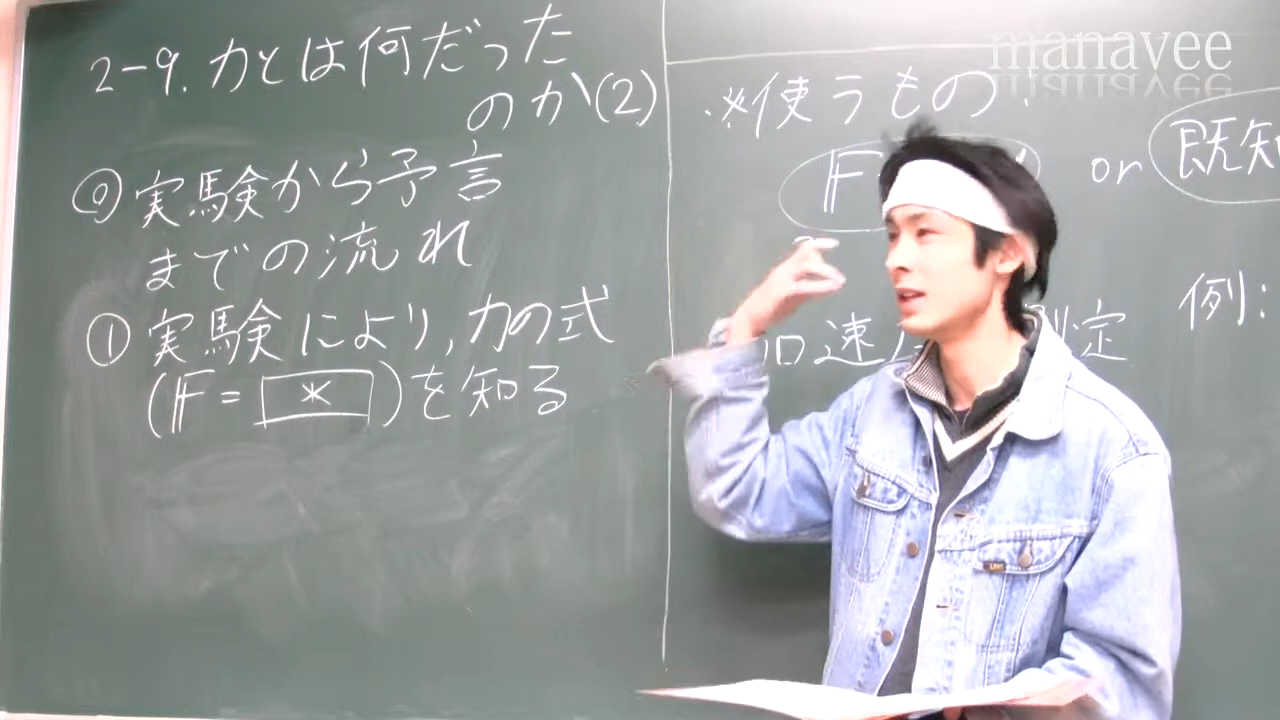 2-9. 力とは何だった
のか(2)
◎実験から予言
までの流れ
① 実験により, 力の式
(F = * )を知る
※使うもの
F
or
既知
速
定
例:
manavee